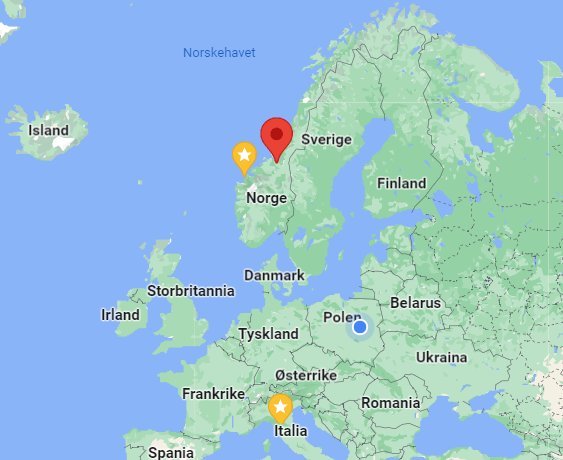 Norskehavet
Island
Sverige
Finland
Norge
Danmark
Storbritannia
Irland
Polen
Belarus
Tyskland
Ukraina
Østerrike
Frankrike
Romania
Italia
Spania